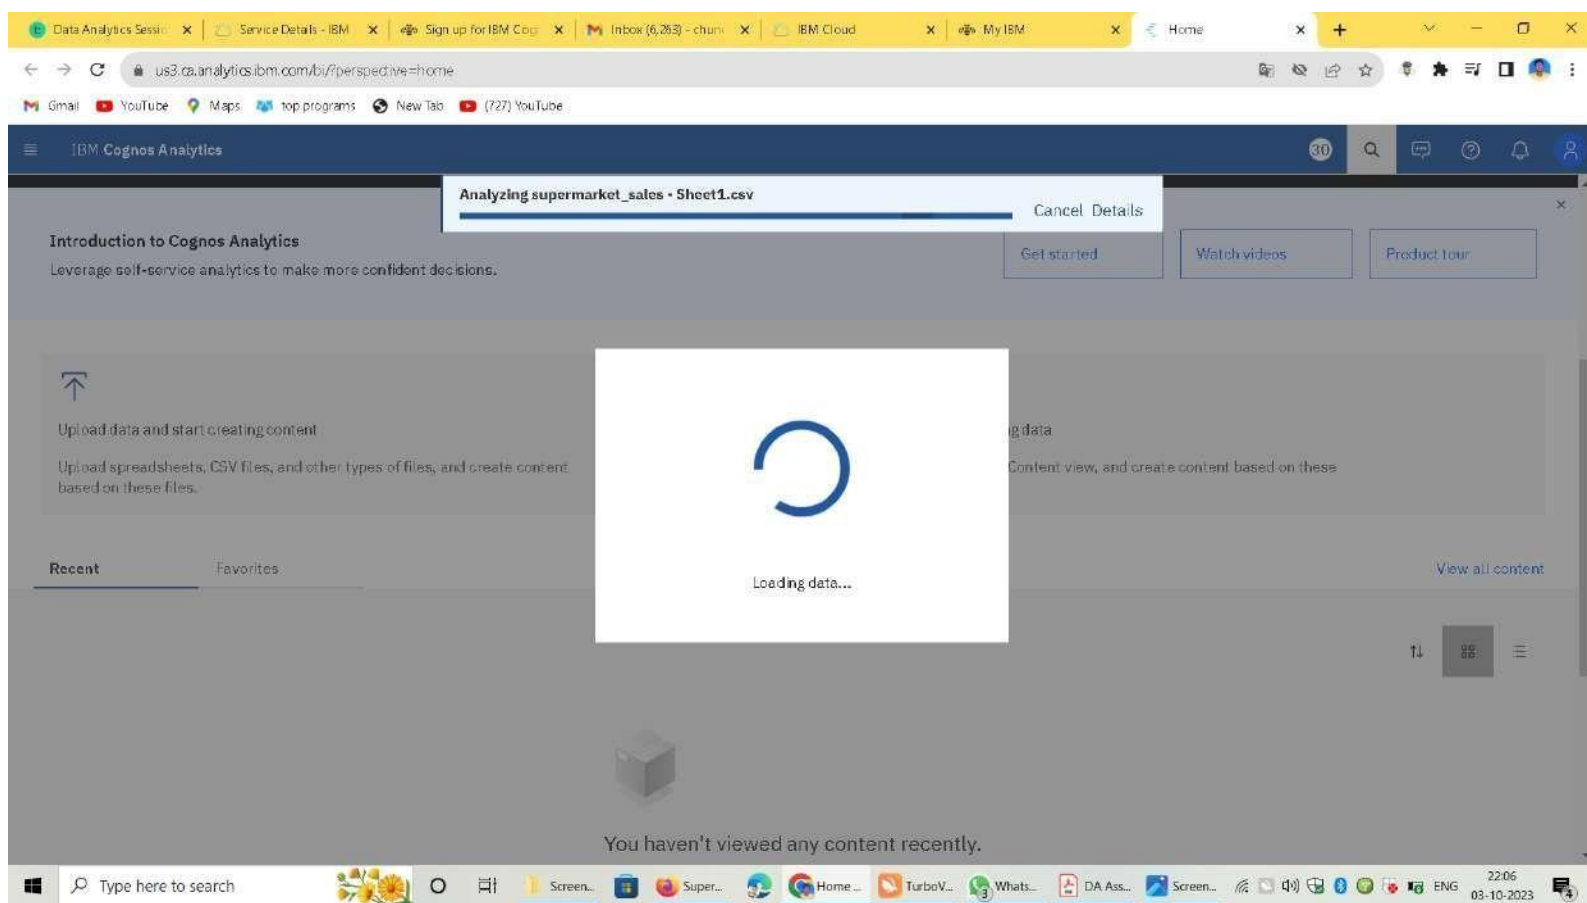 Data Analytics Sessio
Service Details - IBM
Sign up for IBM Cog
Inbox (6,263) - chun
IBM Cloud
My IBM
Home
us3.ca.analytics.ibm.com/bi/?perspective=home
Gmail YouTube Maps top programs New Tab (727) YouTube
IBM Cognos Analytics
30
Analyzing supermarket_sales - Sheet1.csv
Cancel Details
Introduction to Cognos Analytics
Leverage self-service analytics to make more confident decisions.
Get started
Watch videos
Product tour
Upload data and start creating content
g data
Upload spreadsheets, CSV files, and other types of files, and create content
based on these files.
Content view, and create content based on these
Loading data...
Recent
Favorites
View all content
You haven't viewed any content recently.
Type here to search
Screen...
Super...
Home ...
TurboV...
3
Whats...
DA Ass...
Screen...
ENG
22:06
03-10-2023
4